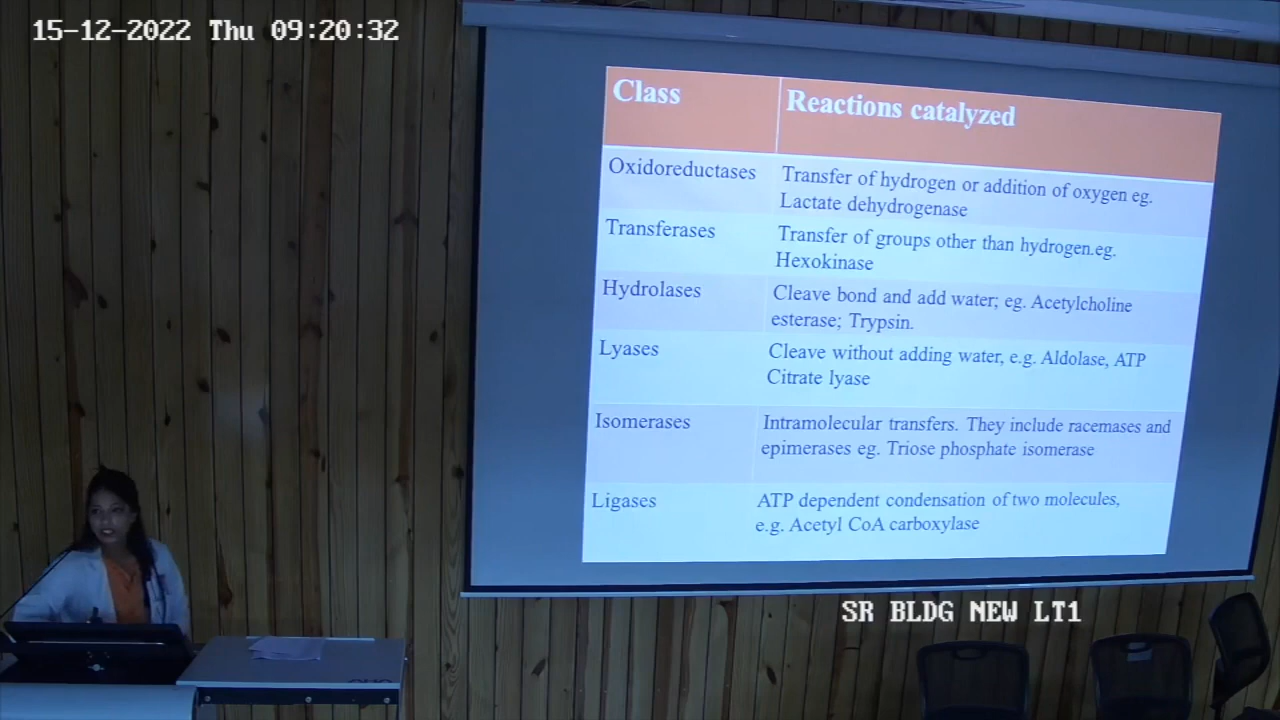 15-12-2022 Thu 09:20:32
Class
Reactions catalyzed
Oxidoreductases
Transfer of hydrogen or addition of oxygen eg.
Lactate dehydrogenase
Transferases
Transfer of groups other than hydrogen.eg.
Hexokinase
Hydrolases
Cleave bond and add water; eg. Acetylcholine
esterase; Trypsin.
Lyases
Cleave without adding water, e.g. Aldolase, ATP
Citrate lyase
Isomerases
Intramolecular transfers. They include racemases and
epimerases eg. Triose phosphate isomerase
Ligases
ATP dependent condensation of two molecules,
e.g. Acetyl CoA carboxylase
SR BLDG NEW LT1